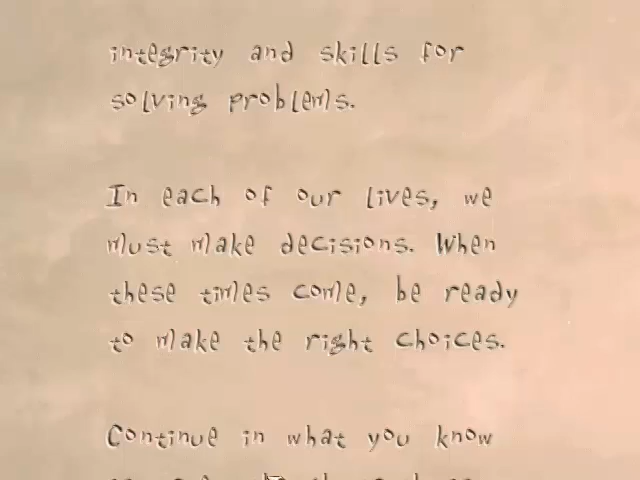 integrity and skills for
solving problems.
In each of our lives, we
must make decisions. When
these times come, be ready
to make the right choices.
Continue in what you know